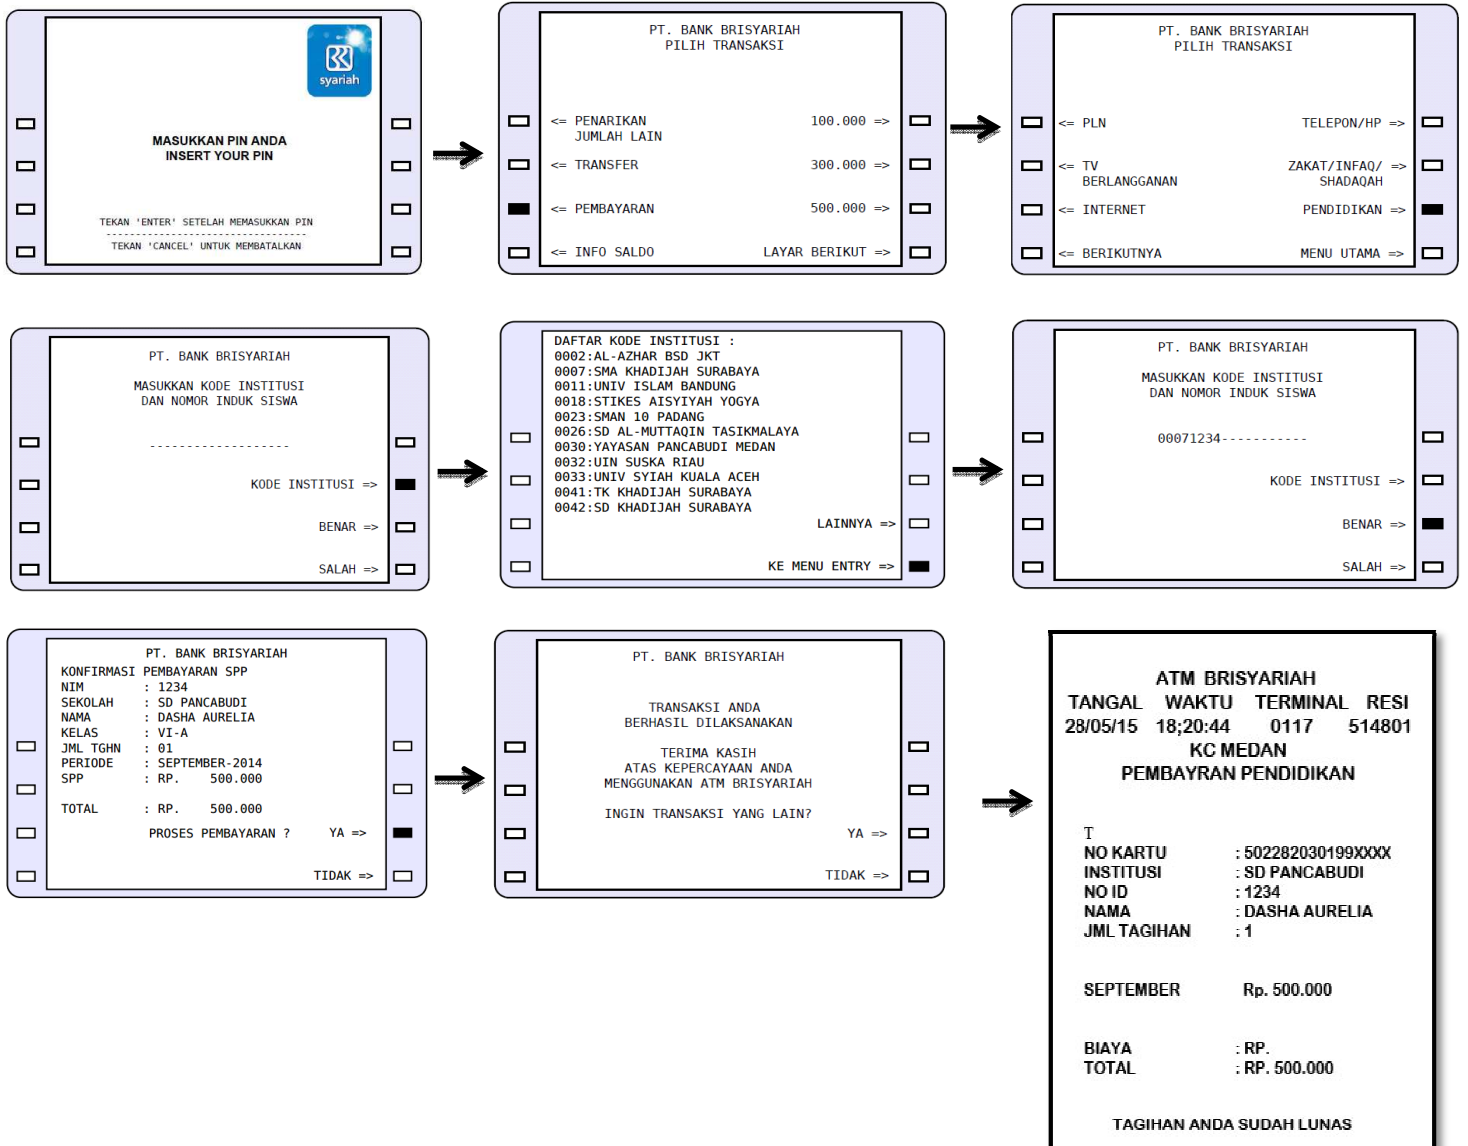 syariah
MASUKKAN PIN ANDA
INSERT YOUR PIN
TEKAN 'ENTER' SETELAH MEMASUKKAN PIN
---------------------------------
TEKAN 'CANCEL' UNTUK MEMBATALKAN
PT. BANK BRISYARIAH
PILIH TRANSAKSI
<= PENARIKAN JUMLAH LAIN 100.000 =>
<= TRANSFER 300.000 =>
<= PEMBAYARAN 500.000 =>
<= INFO SALDO LAYAR BERIKUT =>
PT. BANK BRISYARIAH
PILIH TRANSAKSI
<= PLN TELEPON/HP =>
<= TV ZAKAT/INFAQ/ =>
BERLANGGANAN SHADAQAH
<= INTERNET PENDIDIKAN =>
<= BERIKUTNYA MENU UTAMA =>
PT. BANK BRISYARIAH
MASUKKAN KODE INSTITUSI
DAN NOMOR INDUK SISWA
-------------------
KODE INSTITUSI =>
BENAR =>
SALAH =>
DAFTAR KODE INSTITUSI :
0002:AL-AZHAR BSD JKT
0007:SMA KHADIJAH SURABAYA
0011:UNIV ISLAM BANDUNG
0018:STIKES AISYIYAH YOGYA
0023:SMAN 10 PADANG
0026:SD AL-MUTTAQIN TASIKMALAYA
0030:YAYASAN PANCABUDI MEDAN
0032:UIN SUSKA RIAU
0033:UNIV SYIAH KUALA ACEH
0041:TK KHADIJAH SURABAYA
0042:SD KHADIJAH SURABAYA
LAINNYA =>
KE MENU ENTRY =>
PT. BANK BRISYARIAH
MASUKKAN KODE INSTITUSI
DAN NOMOR INDUK SISWA
00071234-----------
KODE INSTITUSI =>
BENAR =>
SALAH =>
PT. BANK BRISYARIAH
KONFIRMASI PEMBAYARAN SPP
NIM : 1234
SEKOLAH : SD PANCABUDI
NAMA : DASHA AURELIA
KELAS : VI-A
JML TGHN : 01
PERIODE : SEPTEMBER-2014
SPP : RP. 500.000
TOTAL : RP. 500.000
PROSES PEMBAYARAN ? YA =>
TIDAK =>
PT. BANK BRISYARIAH
TRANSAKSI ANDA
BERHASIL DILAKSANAKAN
TERIMA KASIH
ATAS KEPERCAYAAN ANDA
MENGGUNAKAN ATM BRISYARIAH
INGIN TRANSAKSI YANG LAIN?
YA =>
TIDAK =>
ATM BRISYARIAH
TANGAL WAKTU TERMINAL RESI
28/05/15 18;20:44 0117 514801
KC MEDAN
PEMBAYRAN PENDIDIKAN
T
NO KARTU : 502282030199XXXX
INSTITUSI : SD PANCABUDI
NO ID : 1234
NAMA : DASHA AURELIA
JML TAGIHAN : 1
SEPTEMBER Rp. 500.000
BIAYA : RP.
TOTAL : RP. 500.000
TAGIHAN ANDA SUDAH LUNAS